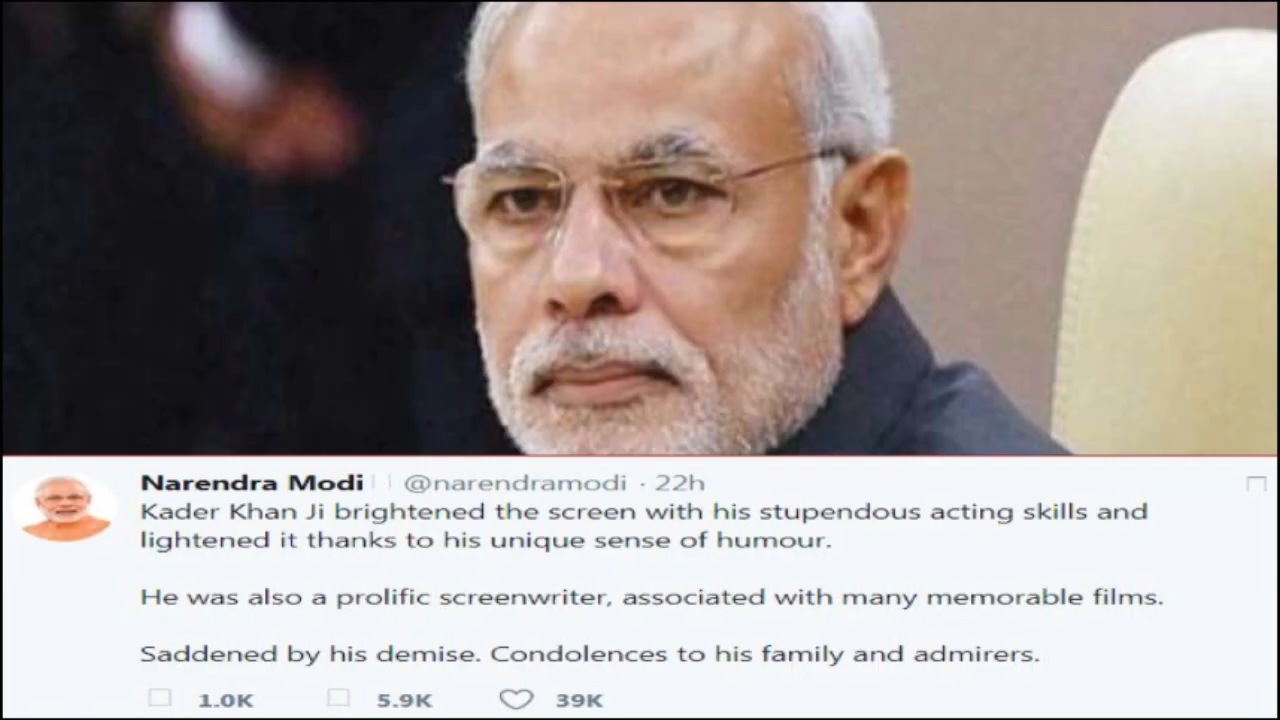 Narendra Modi @narendramodi · 22h
Kader Khan Ji brightened the screen with his stupendous acting skills and
lightened it thanks to his unique sense of humour.
He was also a prolific screenwriter, associated with many memorable films.
Saddened by his demise. Condolences to his family and admirers.
1.0K 5.9K 39K